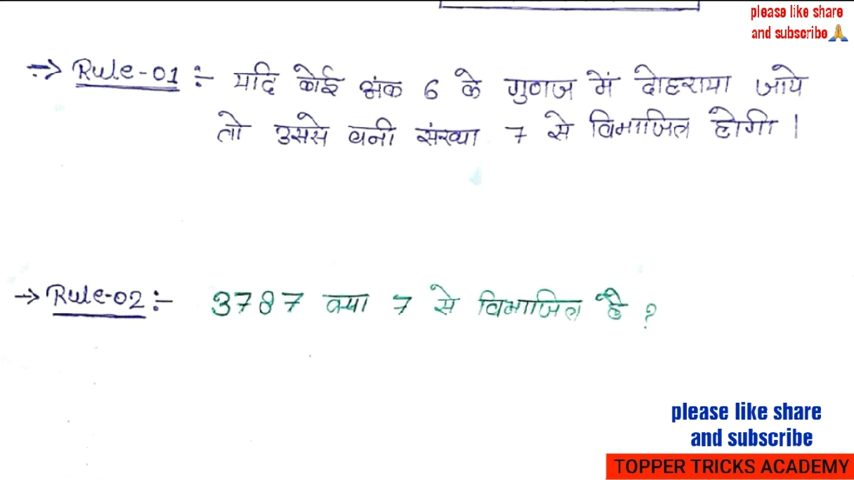 please like share
and subscribe🙏
→ Rule-01 :- यदि कोई अंक 6 के गुणज में दोहराया जाये
तो उससे बनी संख्या 7 से विभाजित होगी।
→ Rule-02 :- 3787 क्या 7 से विभाजित है ?
please like share
and subscribe
TOPPER TRICKS ACADEMY